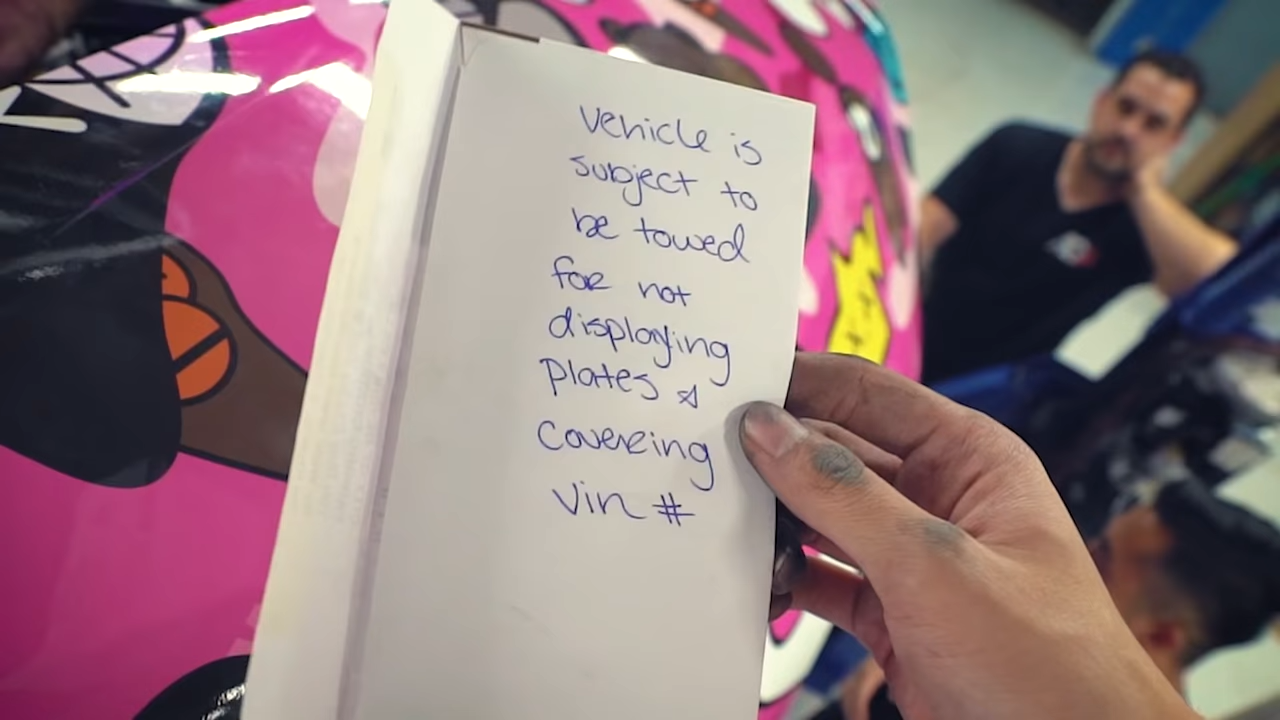 vehicle is
subject to
be towed
for not
displaying
plates &
covering
vin #